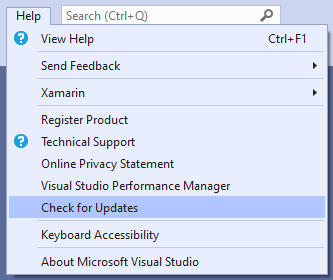 Help Search (Ctrl+Q)
View Help Ctrl+F1
Send Feedback
Xamarin
Register Product
Technical Support
Online Privacy Statement
Visual Studio Performance Manager
Check for Updates
Keyboard Accessibility
About Microsoft Visual Studio